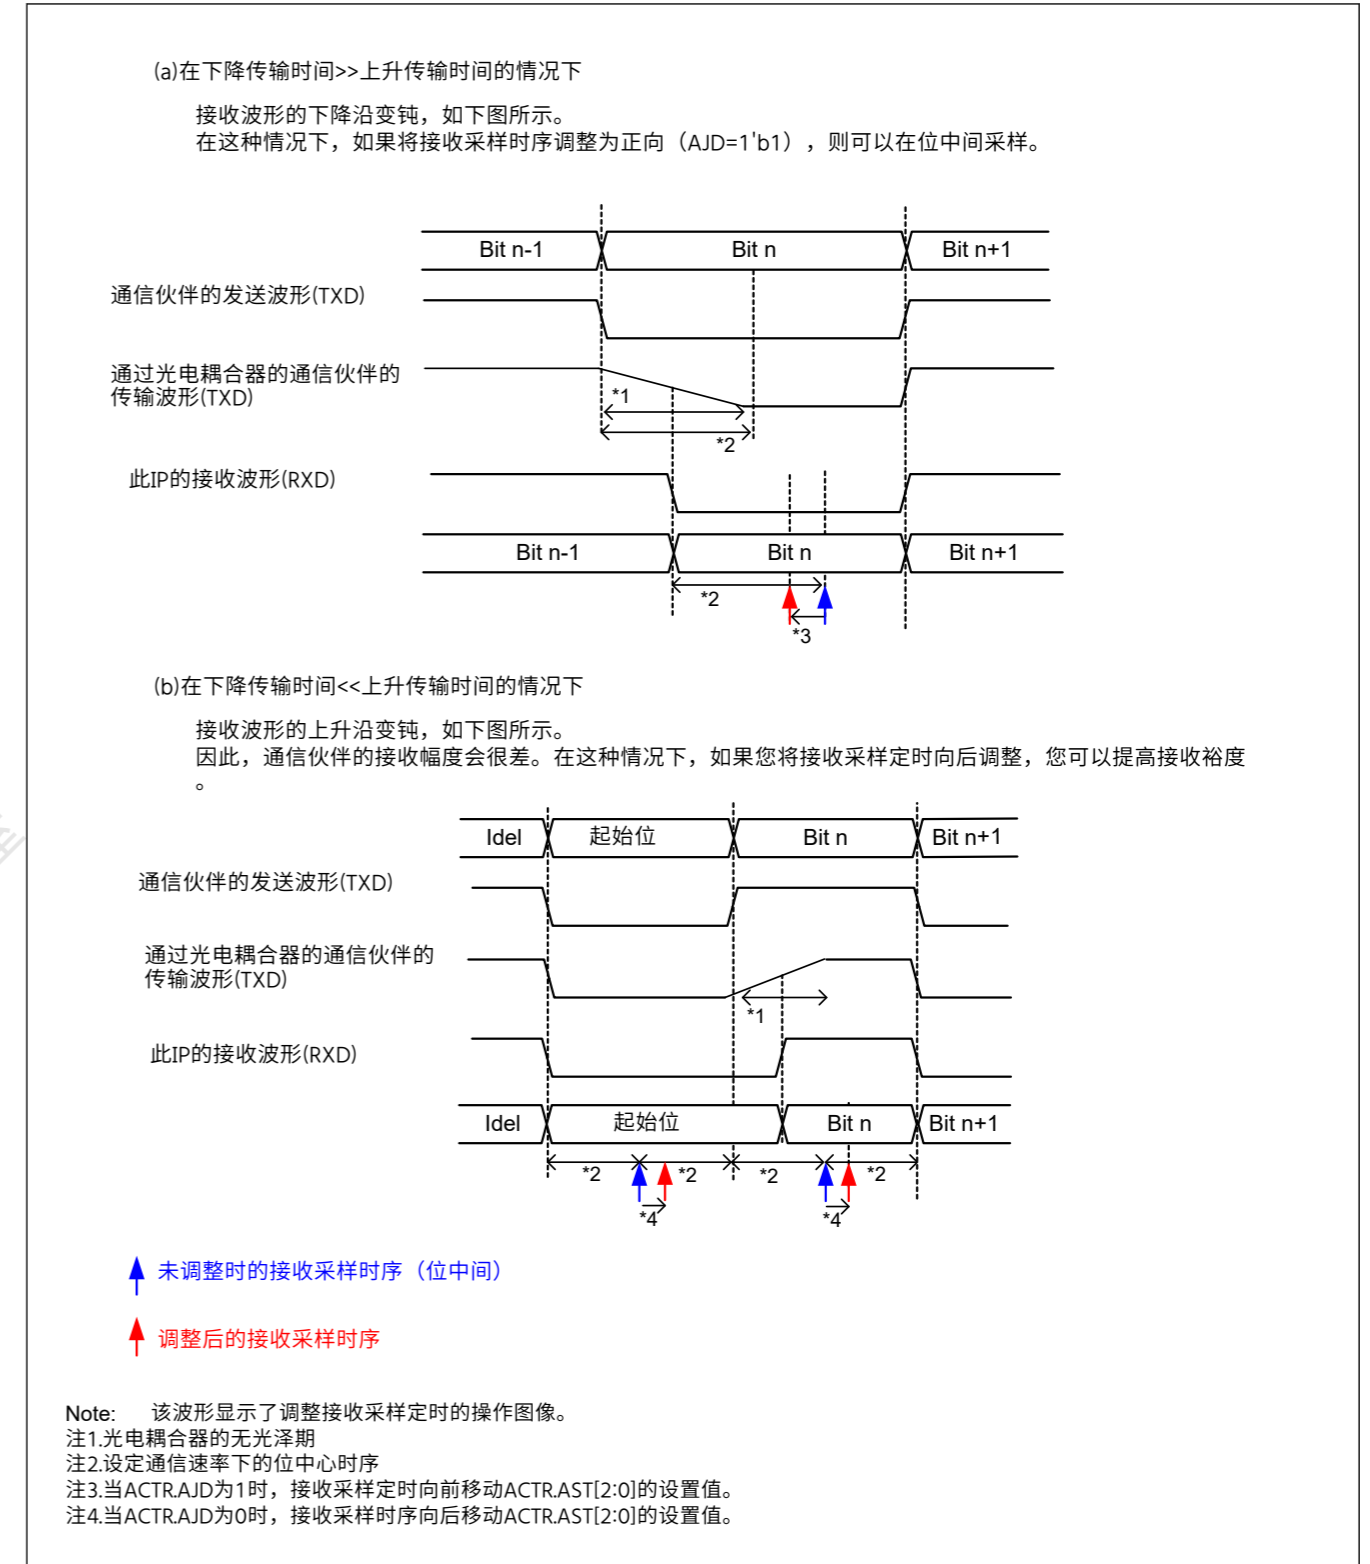 (a)在下降传输时间>>上升传输时间的情况下
接收波形的下降沿变钝，如下图所示。
在这种情况下，如果将接收采样时序调整为正向（AJD=1'b1），则可以在位中间采样。
Bit n-1 Bit n Bit n+1
通信伙伴的发送波形(TXD)
通过光电耦合器的通信伙伴的
传输波形(TXD)
*1
*2
此IP的接收波形(RXD)
Bit n-1 Bit n Bit n+1
*2
*3
(b)在下降传输时间<<上升传输时间的情况下
接收波形的上升沿变钝，如下图所示。
因此，通信伙伴的接收幅度会很差。在这种情况下，如果您将接收采样定时向后调整，您可以提高接收裕度
。
Idel 起始位 Bit n Bit n+1
通信伙伴的发送波形(TXD)
通过光电耦合器的通信伙伴的
传输波形(TXD)
*1
此IP的接收波形(RXD)
Idel 起始位 Bit n Bit n+1
*2 *2 *2 *2
*4 *4
未调整时的接收采样时序（位中间）
调整后的接收采样时序
Note: 该波形显示了调整接收采样定时的操作图像。
注1.光电耦合器的无光泽期
注2.设定通信速率下的位中心时序
注3.当ACTR.AJD为1时，接收采样定时向前移动ACTR.AST[2:0]的设置值。
注4.当ACTR.AJD为0时，接收采样时序向后移动ACTR.AST[2:0]的设置值。